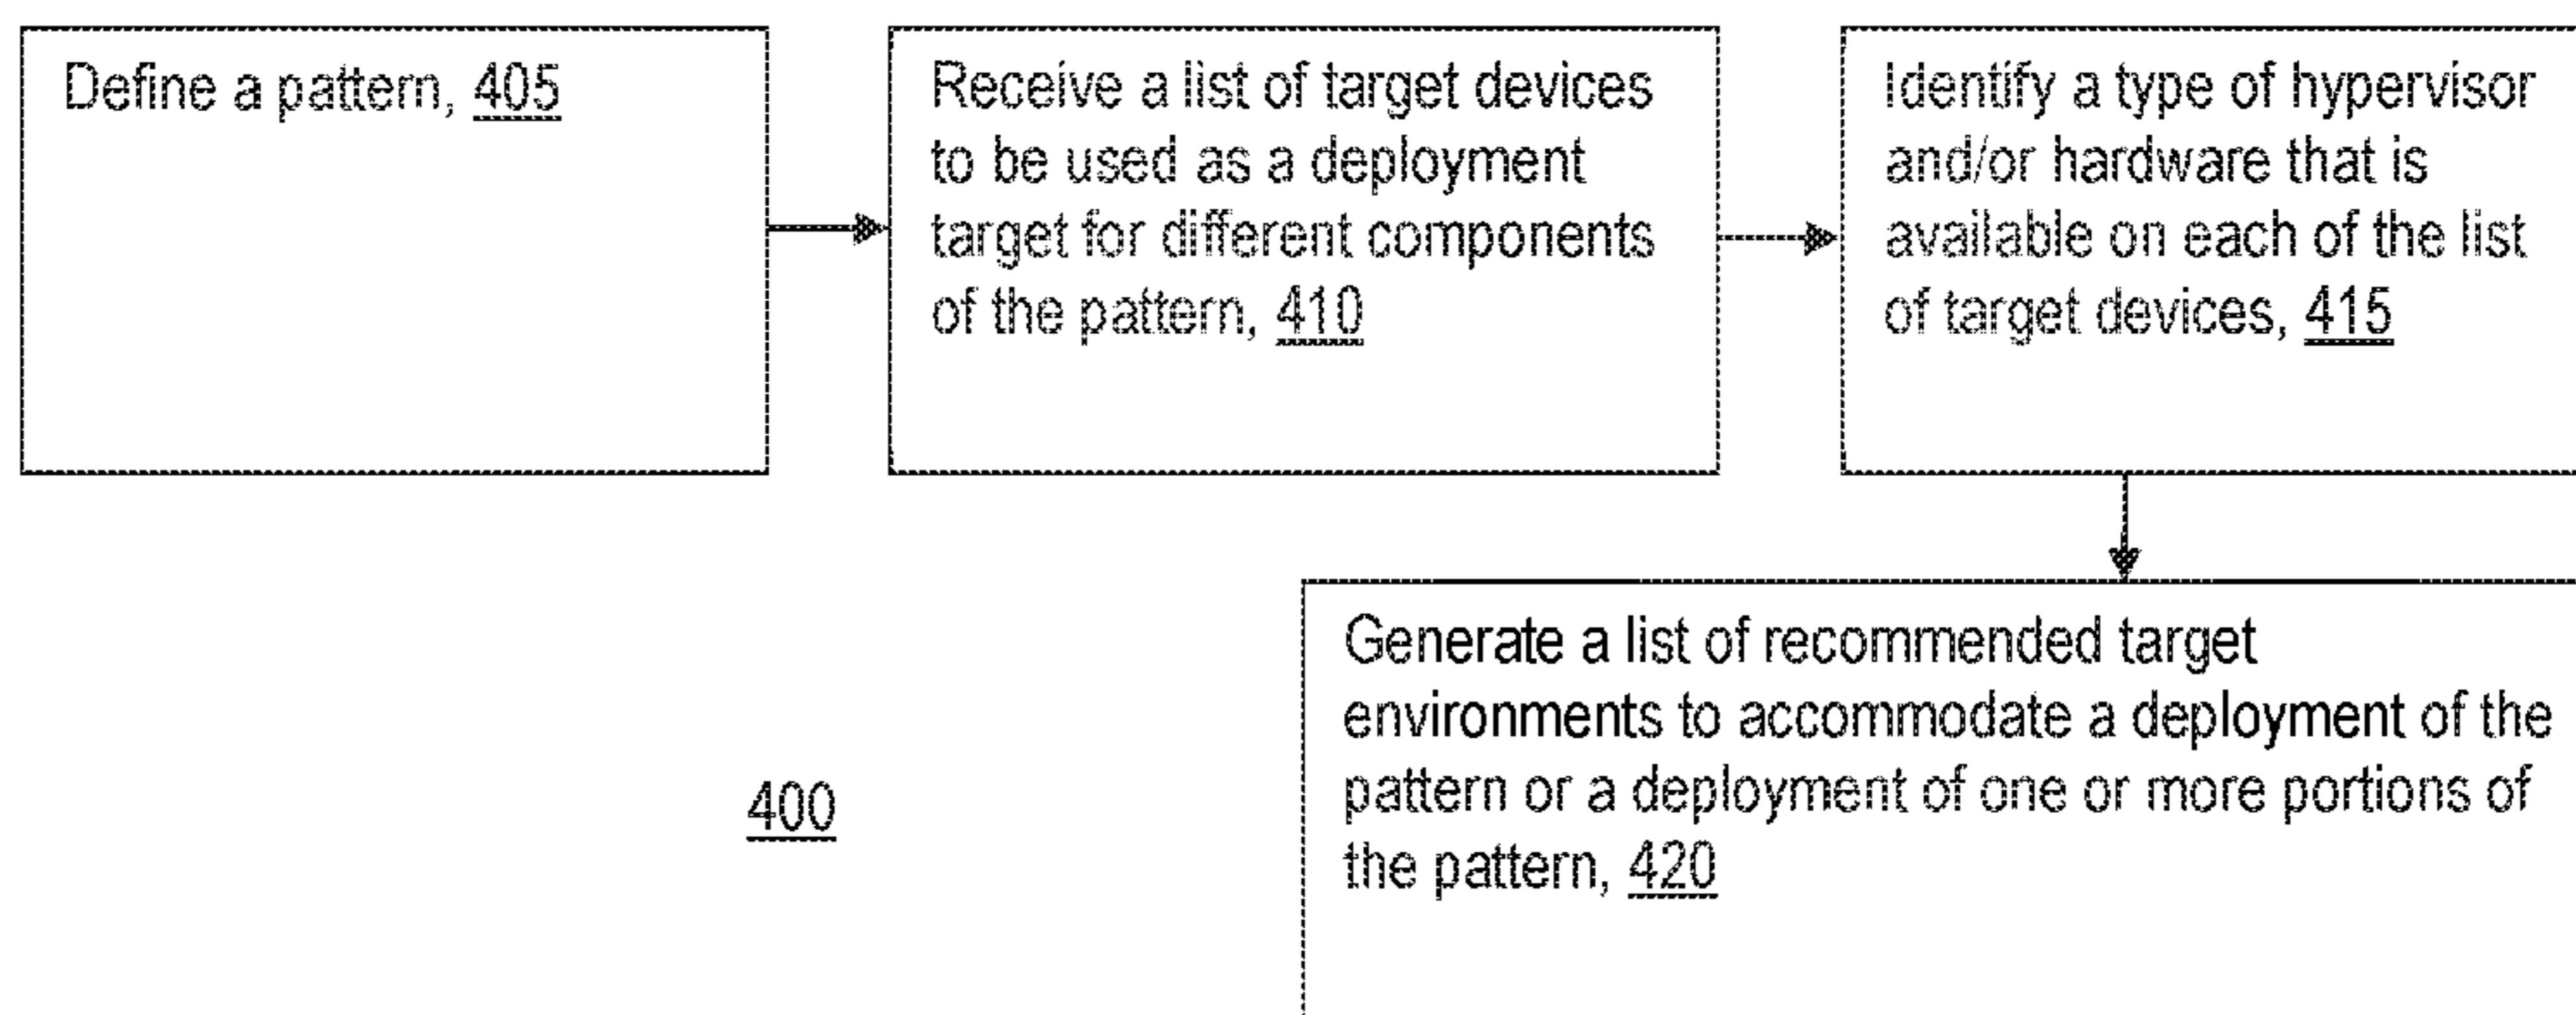 Define a pattern, 405
Receive a list of target devices
to be used as a deployment
target for different components
of the pattern, 410
Identify a type of hypervisor
and/or hardware that is
available on each of the list
of target devices, 415
Generate a list of recommended target
environments to accommodate a deployment of the
pattern or a deployment of one or more portions of
the pattern, 420
400